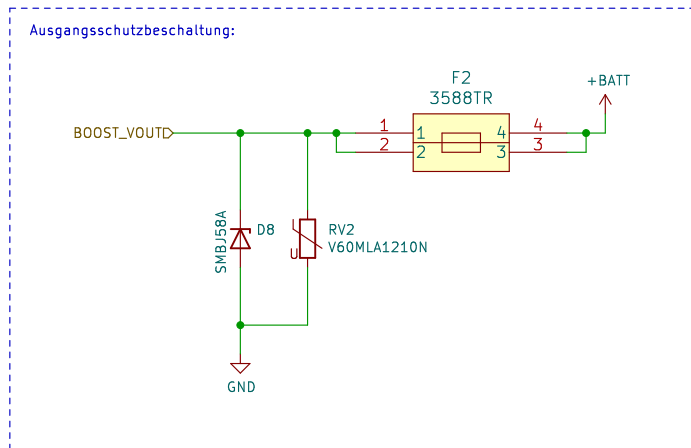 Ausgangsschutzbeschaltung:
F2
3588TR
+BATT
BOOST_VOUT
1
1
4
4
2
2
3
3
SMBJ58A
D8
I
U
RV2
V60MLA1210N
GND